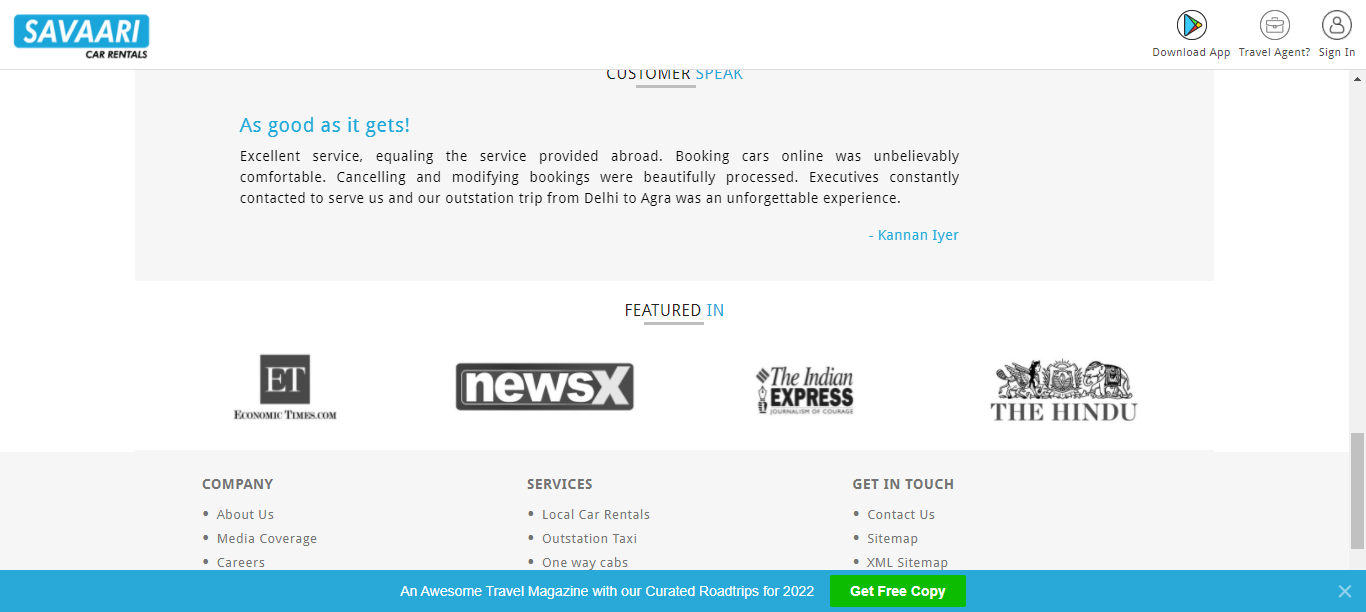 SAVAARI
CAR RENTALS
Download App
Travel Agent?
Sign In
CUSTOMER SPEAK
As good as it gets!
Excellent service, equaling the service provided abroad. Booking cars online was unbelievably
comfortable. Cancelling and modifying bookings were beautifully processed. Executives constantly
contacted to serve us and our outstation trip from Delhi to Agra was an unforgettable experience.
- Kannan Iyer
FEATURED IN
ET
ECONOMIC TIMES.COM
newsX
The Indian
EXPRESS
JOURNALISM OF COURAGE
THE HINDU
COMPANY
• About Us
• Media Coverage
• Careers
SERVICES
• Local Car Rentals
• Outstation Taxi
• One way cabs
GET IN TOUCH
• Contact Us
• Sitemap
• XML Sitemap
An Awesome Travel Magazine with our Curated Roadtrips for 2022
Get Free Copy